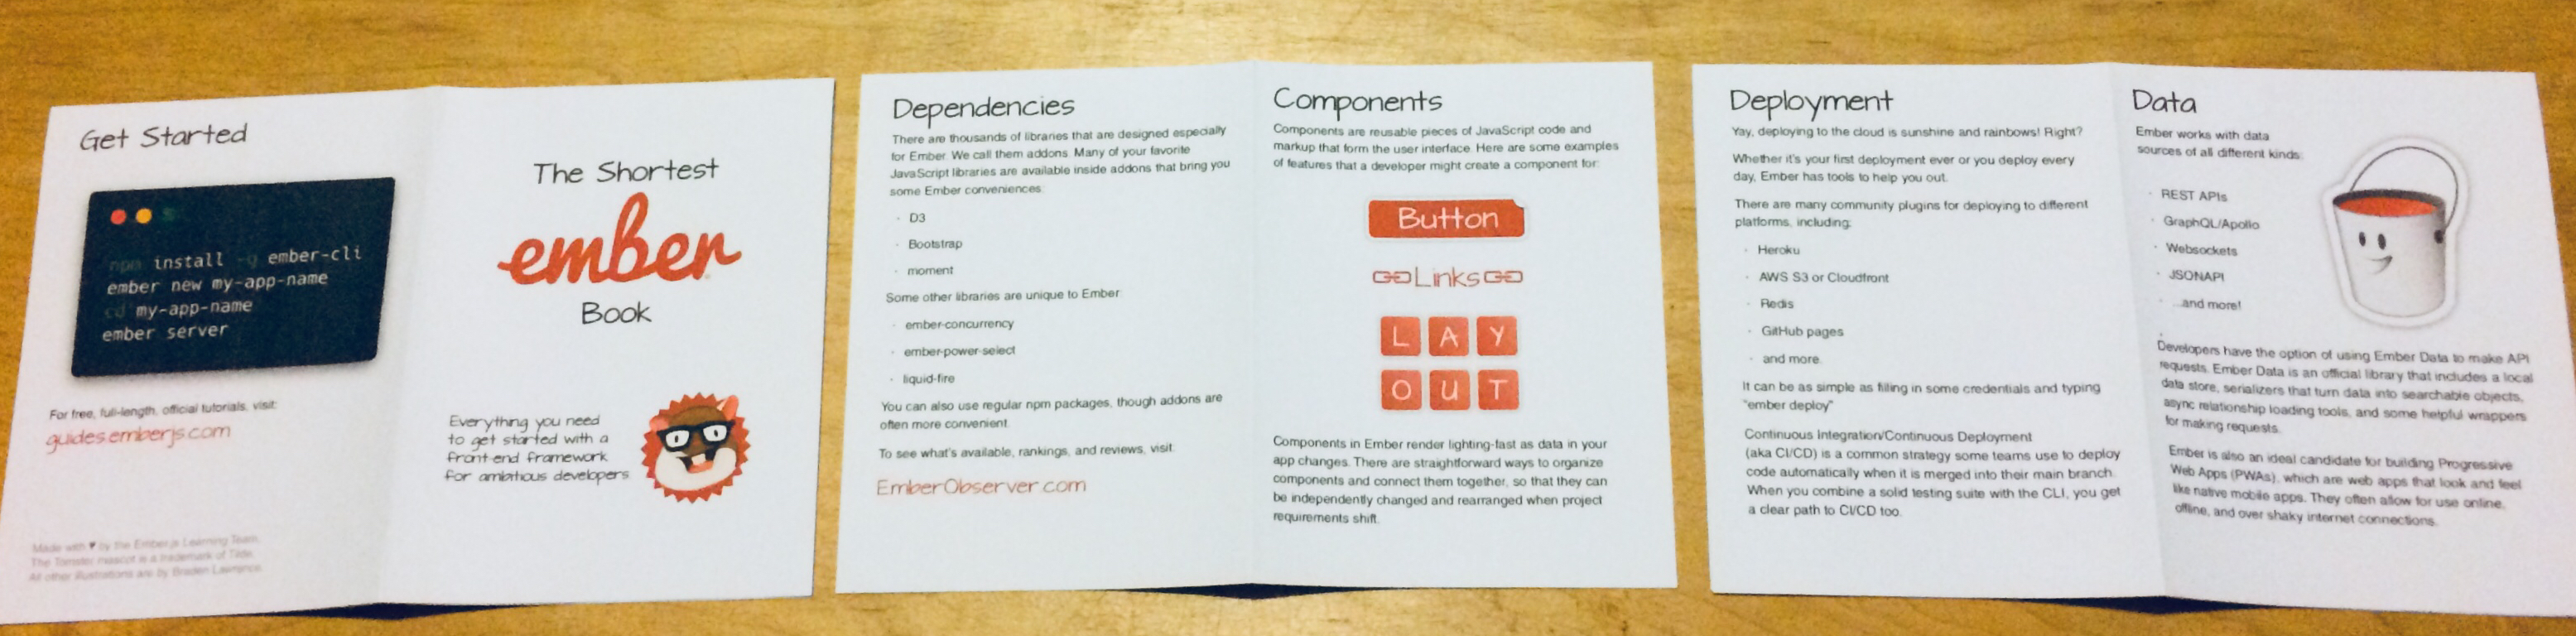 Get Started
npm install -g ember-cli
ember new my-app-name
cd my-app-name
ember server
For free, full-length, official tutorials, visit:
guides.emberjs.com
Made with ♥ by the Ember.js Learning Team.
The Tomster mascot is a trademark of Tilde.
All other illustrations are by Braden Lawrence.
The Shortest
ember
Book
Everything you need
to get started with a
front-end framework
for ambitious developers
Dependencies
There are thousands of libraries that are designed especially
for Ember. We call them addons. Many of your favorite
JavaScript libraries are available inside addons that bring you
some Ember conveniences:
· D3
· Bootstrap
· moment
Some other libraries are unique to Ember:
· ember-concurrency
· ember-power-select
· liquid-fire
You can also use regular npm packages, though addons are
often more convenient.
To see what's available, rankings, and reviews, visit:
EmberObserver.com
Components
Components are reusable pieces of JavaScript code and
markup that form the user interface. Here are some examples
of features that a developer might create a component for:
Button
Links
L A Y
O U T
Components in Ember render lighting-fast as data in your
app changes. There are straightforward ways to organize
components and connect them together, so that they can
be independently changed and rearranged when project
requirements shift.
Deployment
Yay, deploying to the cloud is sunshine and rainbows! Right?
Whether it's your first deployment ever or you deploy every
day, Ember has tools to help you out.
There are many community plugins for deploying to different
platforms, including:
· Heroku
· AWS S3 or Cloudfront
· Redis
· GitHub pages
· and more.
It can be as simple as filling in some credentials and typing
"ember deploy"
Continuous Integration/Continuous Deployment
(aka CI/CD) is a common strategy some teams use to deploy
code automatically when it is merged into their main branch.
When you combine a solid testing suite with the CLI, you get
a clear path to CI/CD too.
Data
Ember works with data
sources of all different kinds:
· REST APIs
· GraphQL/Apollo
· Websockets
· JSONAPI
· ...and more!
Developers have the option of using Ember Data to make API
requests. Ember Data is an official library that includes a local
data store, serializers that turn data into searchable objects,
async relationship loading tools, and some helpful wrappers
for making requests.
Ember is also an ideal candidate for building Progressive
Web Apps (PWAs), which are web apps that look and feel
like native mobile apps. They often allow for use online,
offline, and over shaky internet connections.